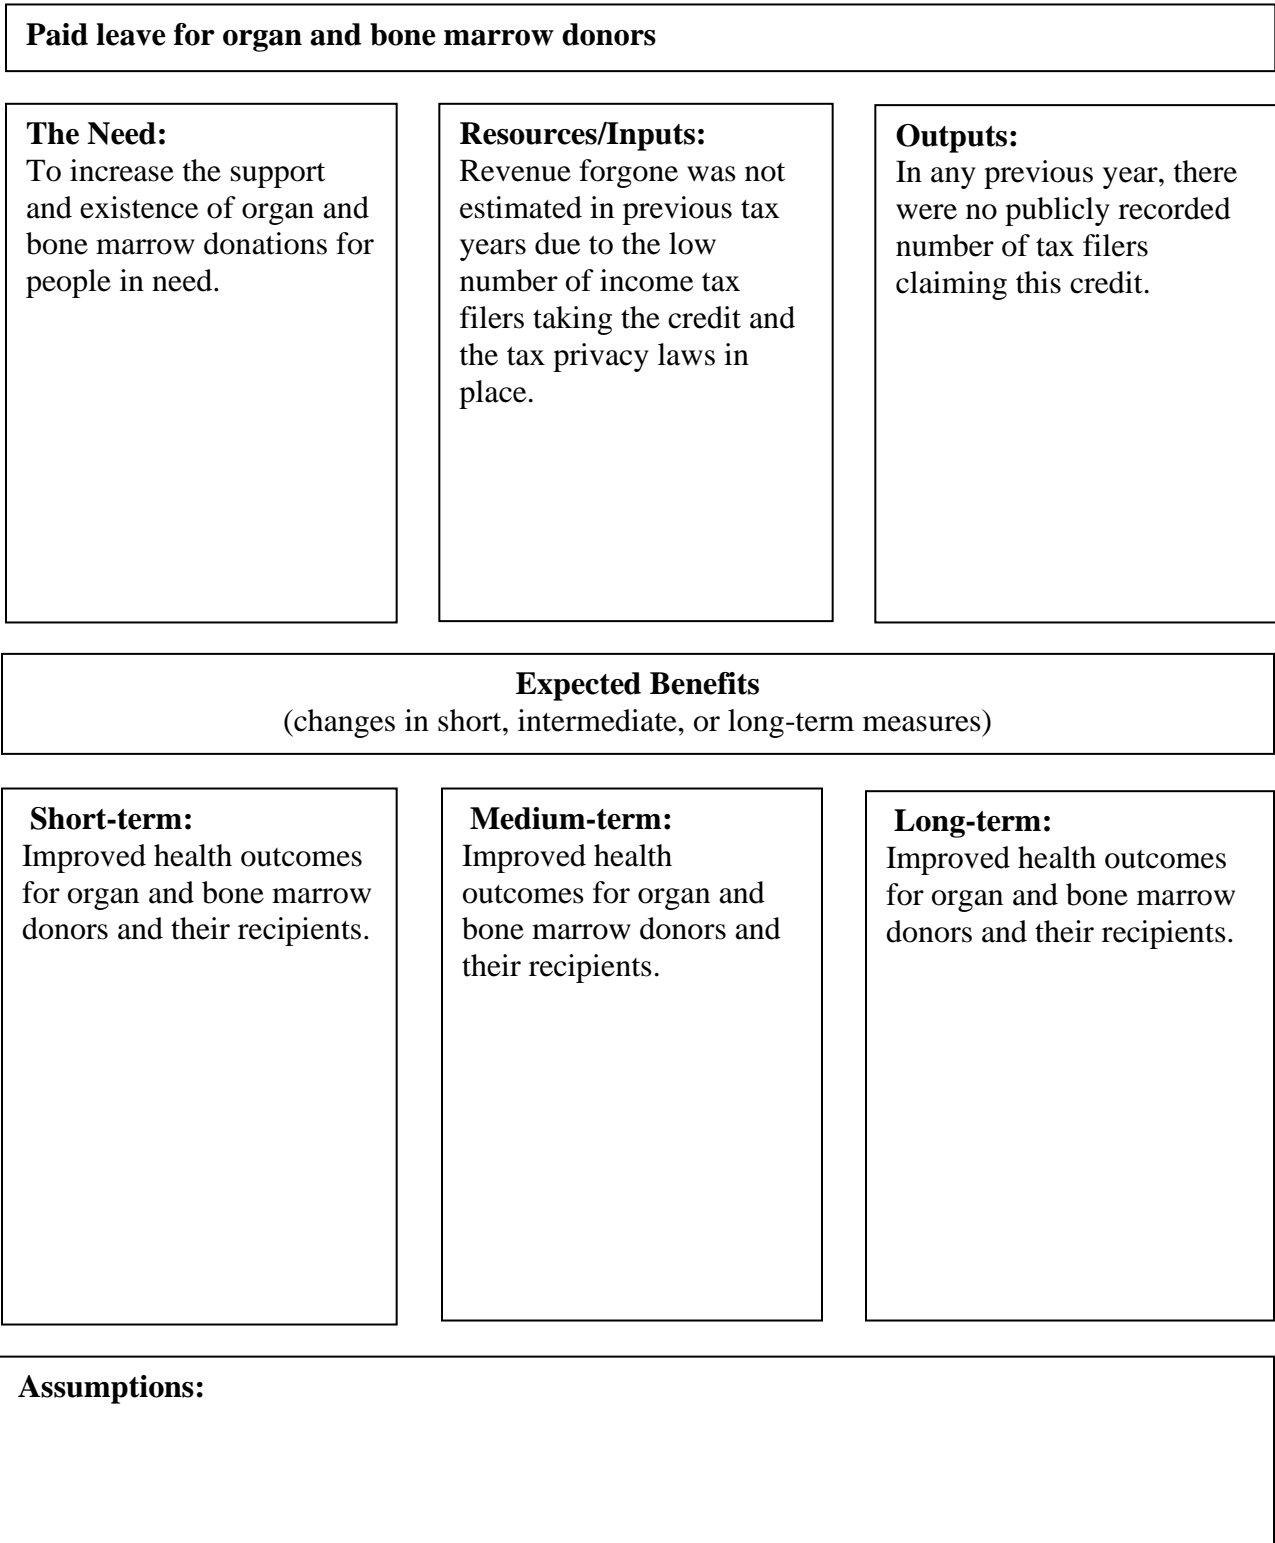 Paid leave for organ and bone marrow donors
The Need:
To increase the support
and existence of organ and
bone marrow donations for
people in need.
Resources/Inputs:
Revenue forgone was not
estimated in previous tax
years due to the low
number of income tax
filers taking the credit and
the tax privacy laws in
place.
Outputs:
In any previous year, there
were no publicly recorded
number of tax filers
claiming this credit.
Expected Benefits
(changes in short, intermediate, or long-term measures)
Short-term:
Improved health outcomes
for organ and bone marrow
donors and their recipients.
Medium-term:
Improved health
outcomes for organ and
bone marrow donors and
their recipients.
Long-term:
Improved health outcomes
for organ and bone marrow
donors and their recipients.
Assumptions: